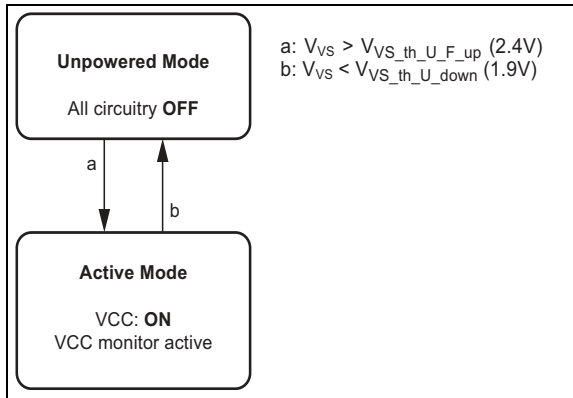 Unpowered Mode
All circuitry OFF
a: VVS > VVS_th_U_F_up (2.4V)
b: VVS < VVS_th_U_down (1.9V)
a
b
Active Mode
VCC: ON
VCC monitor active